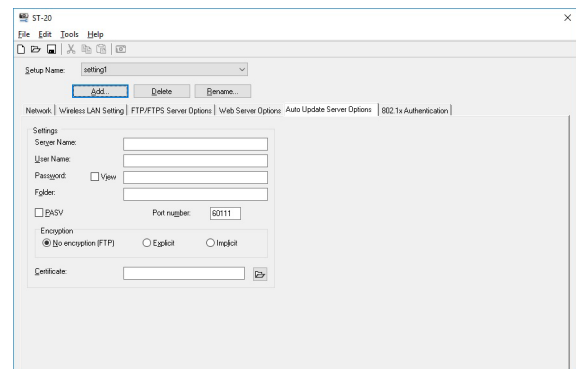 ST-20
File Edit Tools Help
Setup Name: setting1
Add... Delete Rename...
Network Wireless LAN Setting FTP/FTPS Server Options Web Server Options Auto Update Server Options 802.1x Authentication
Settings
Server Name:
User Name:
Password: View
Folder:
PASV Port number: 60111
Encryption
No encryption (FTP) Explicit Implicit
Certificate: